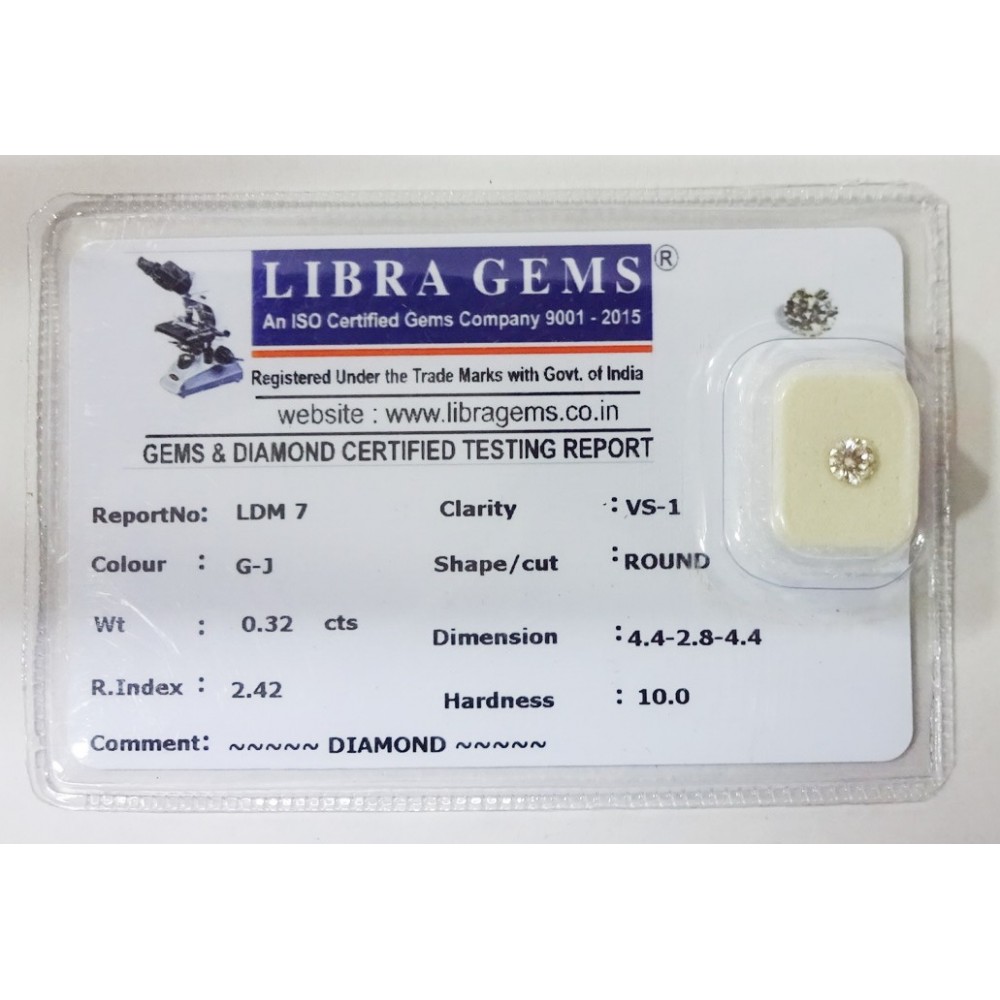 LIBRA GEMS ®
An ISO Certified Gems Company 9001 - 2015
Registered Under the Trade Marks with Govt. of India
website : www.libragems.co.in
GEMS & DIAMOND CERTIFIED TESTING REPORT
ReportNo: LDM 7 Clarity : VS-1
Colour : G-J Shape/cut : ROUND
Wt : 0.32 cts Dimension : 4.4-2.8-4.4
R.Index : 2.42 Hardness : 10.0
Comment: ~~~~~ DIAMOND ~~~~~